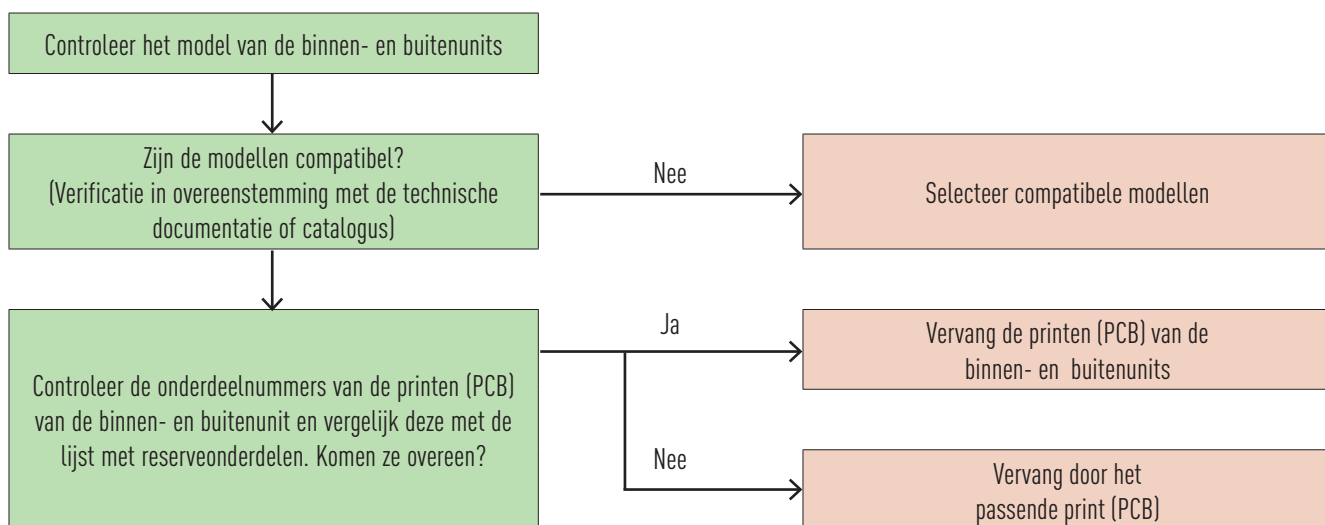 Controleer het model van de binnen- en buitenunits
Zijn de modellen compatibel?
(Verificatie in overeenstemming met de technische
documentatie of catalogus)
Nee
Selecteer compatibele modellen
Controleer de onderdeelnummers van de printen (PCB)
van de binnen- en buitenunit en vergelijk deze met de
lijst met reserveonderdelen. Komen ze overeen?
Ja
Vervang de printen (PCB) van de
binnen- en buitenunits
Nee
Vervang door het
passende print (PCB)